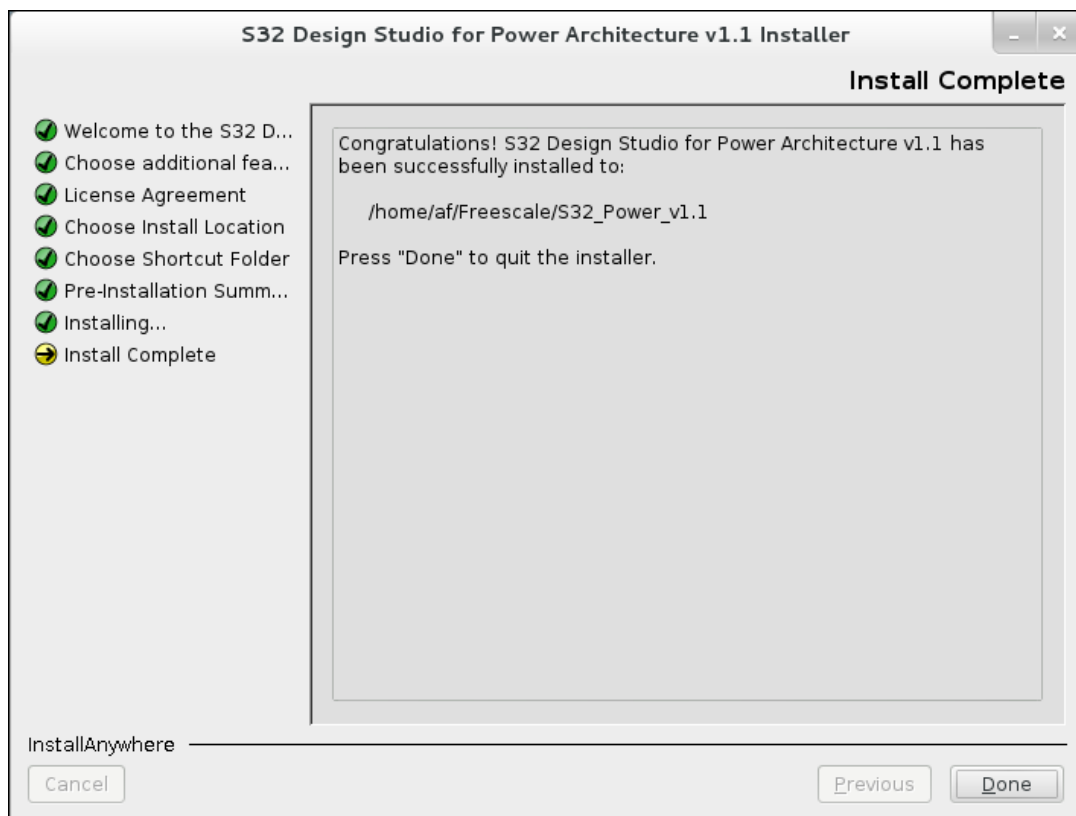 S32 Design Studio for Power Architecture v1.1 Installer
Install Complete
Welcome to the S32 D...
Choose additional fea...
License Agreement
Choose Install Location
Choose Shortcut Folder
Pre-Installation Summ...
Installing...
Install Complete
Congratulations! S32 Design Studio for Power Architecture v1.1 has
been successfully installed to:
/home/af/Freescale/S32_Power_v1.1
Press "Done" to quit the installer.
InstallAnywhere
Cancel
Previous
Done